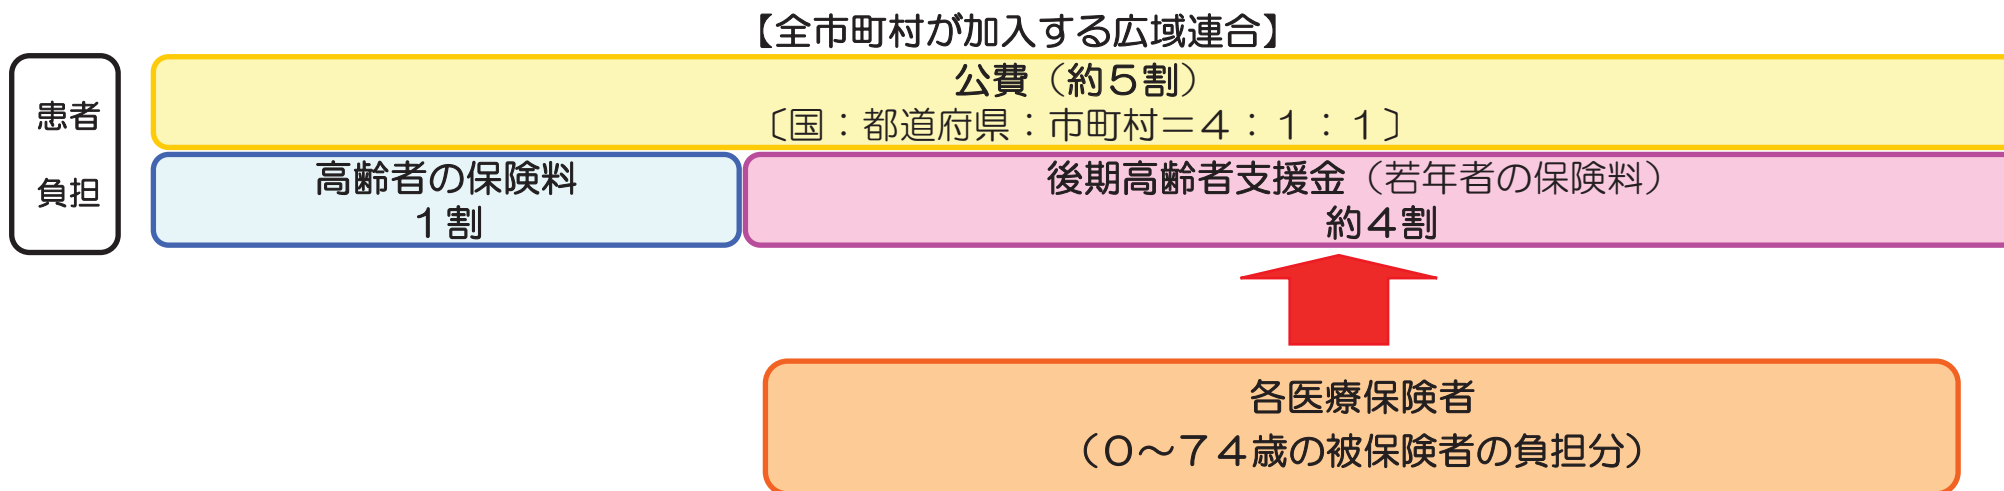 【全市町村が加入する広域連合】
患者
負担
公費（約５割）
〔国：都道府県：市町村＝４：１：１〕
高齢者の保険料
１割
後期高齢者支援金（若年者の保険料）
約４割
各医療保険者
（０～７４歳の被保険者の負担分）